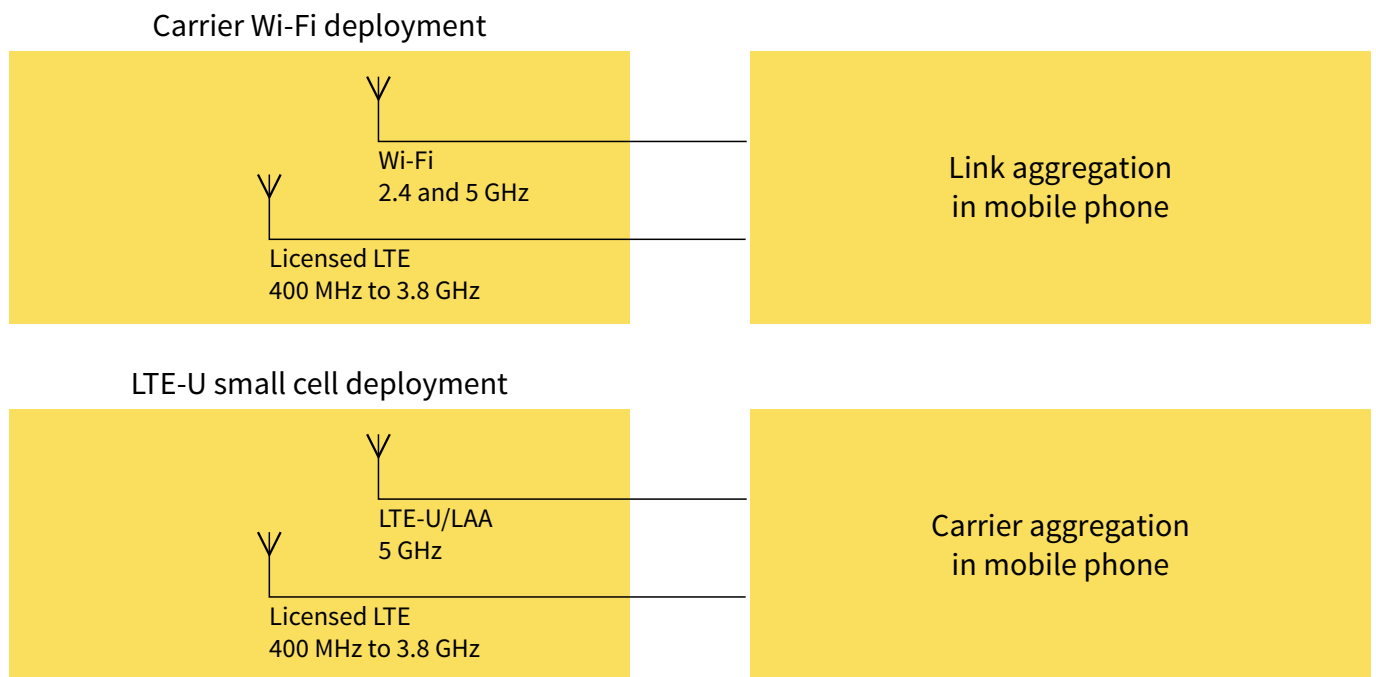 Carrier Wi-Fi deployment
Wi-Fi
2.4 and 5 GHz
Licensed LTE
400 MHz to 3.8 GHz
Link aggregation
in mobile phone
LTE-U small cell deployment
LTE-U/LAA
5 GHz
Licensed LTE
400 MHz to 3.8 GHz
Carrier aggregation
in mobile phone